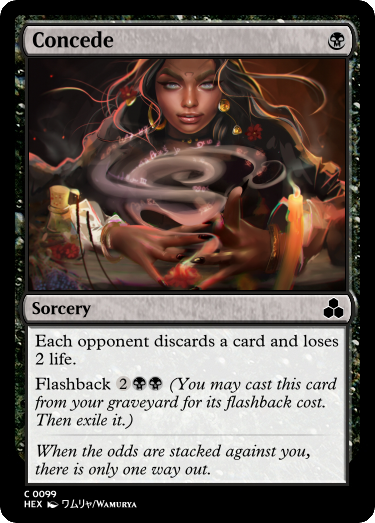 Concede
Sorcery
Each opponent discards a card and loses
2 life.
Flashback 2 (You may cast this card
from your graveyard for its flashback cost.
Then exile it.)
When the odds are stacked against you,
there is only one way out.
C 0099
HEX ワムリャ/WAMURYA